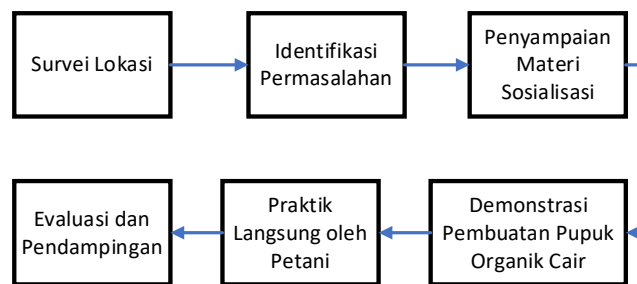 Survei Lokasi
Identifikasi
Permasalahan
Penyampaian
Materi
Sosialisasi
Demonstrasi
Pembuatan Pupuk
Organik Cair
Praktik
Langsung oleh
Petani
Evaluasi dan
Pendampingan